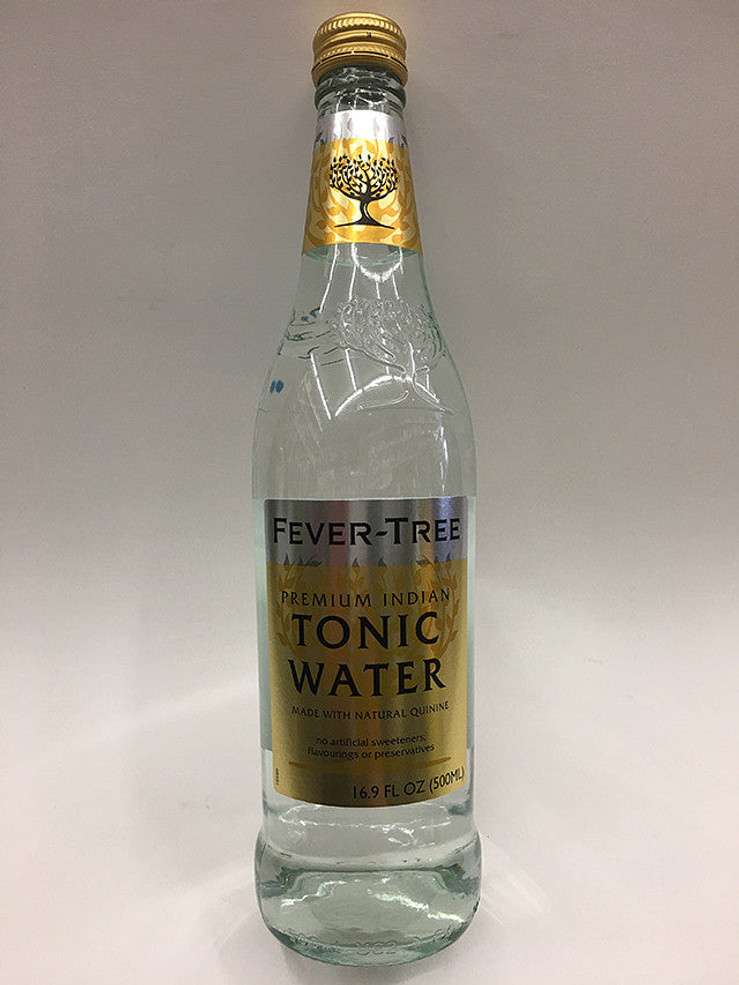 FEVER-TREE
PREMIUM INDIAN
TONIC
WATER
MADE WITH NATURAL QUININE
no artificial sweeteners,
flavourings or preservatives
16.9 FL OZ (500ML)